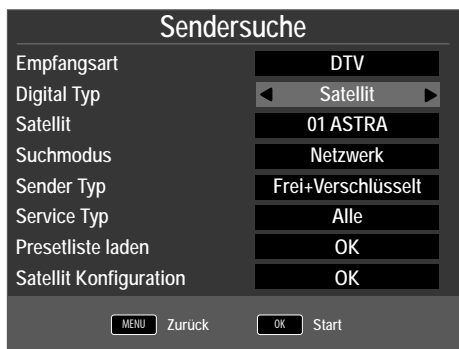 Sendersuche
Empfangsart DTV
Digital Typ Satellit
Satellit 01 ASTRA
Suchmodus Netzwerk
Sender Typ Frei+Verschlüsselt
Service Typ Alle
Presetliste laden OK
Satellit Konfiguration OK
MENU Zurück OK Start